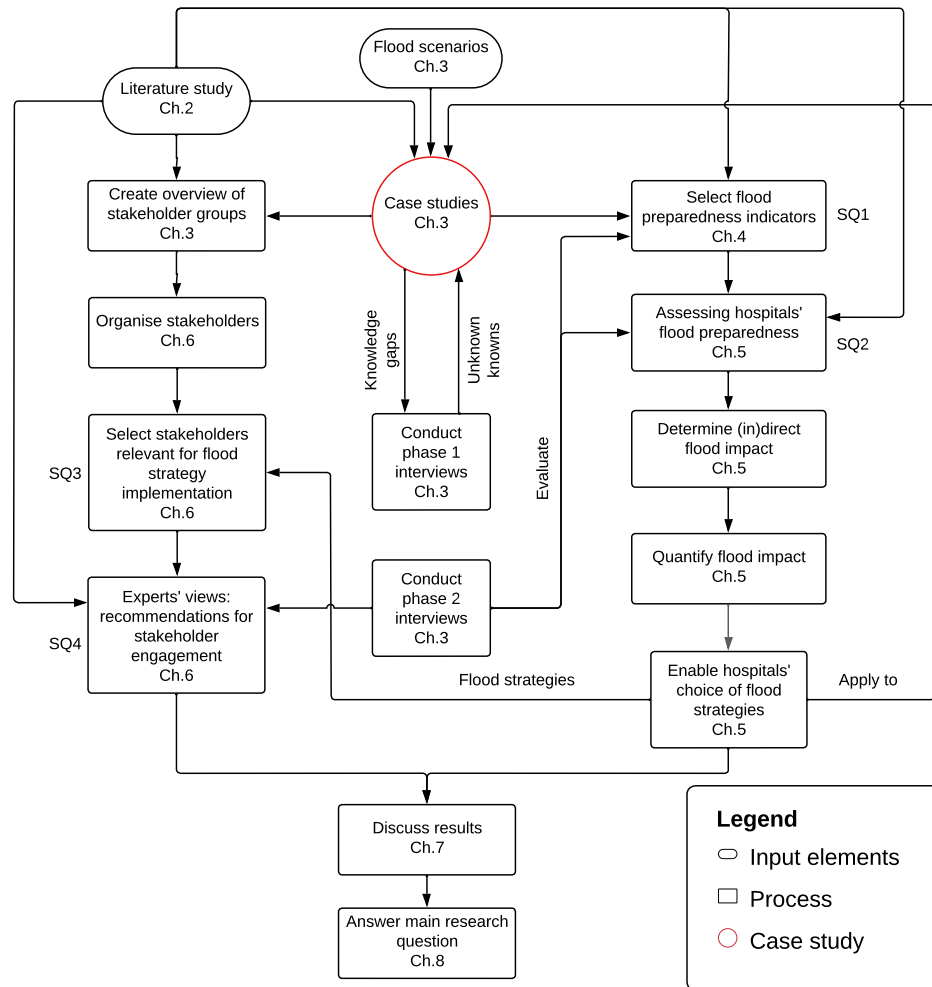 Flood scenarios
Ch.3
Literature study
Ch.2
Create overview of
stakeholder groups
Ch.3
Case studies
Ch.3
Select flood
preparedness indicators
Ch.4
SQ1
Organise stakeholders
Ch.6
Knowledge
gaps
Unknown
knowns
Assessing hospitals'
flood preparedness
Ch.5
SQ2
Select stakeholders
relevant for flood
strategy
implementation
Ch.6
SQ3
Conduct
phase 1
interviews
Ch.3
Evaluate
Determine (in)direct
flood impact
Ch.5
Quantify flood impact
Ch.5
Experts' views:
recommendations for
stakeholder
engagement
Ch.6
SQ4
Conduct
phase 2
interviews
Ch.3
Flood strategies
Enable hospitals'
choice of flood
strategies
Ch.5
Apply to
Discuss results
Ch.7
Answer main research
question
Ch.8
Legend
Input elements
Process
Case study